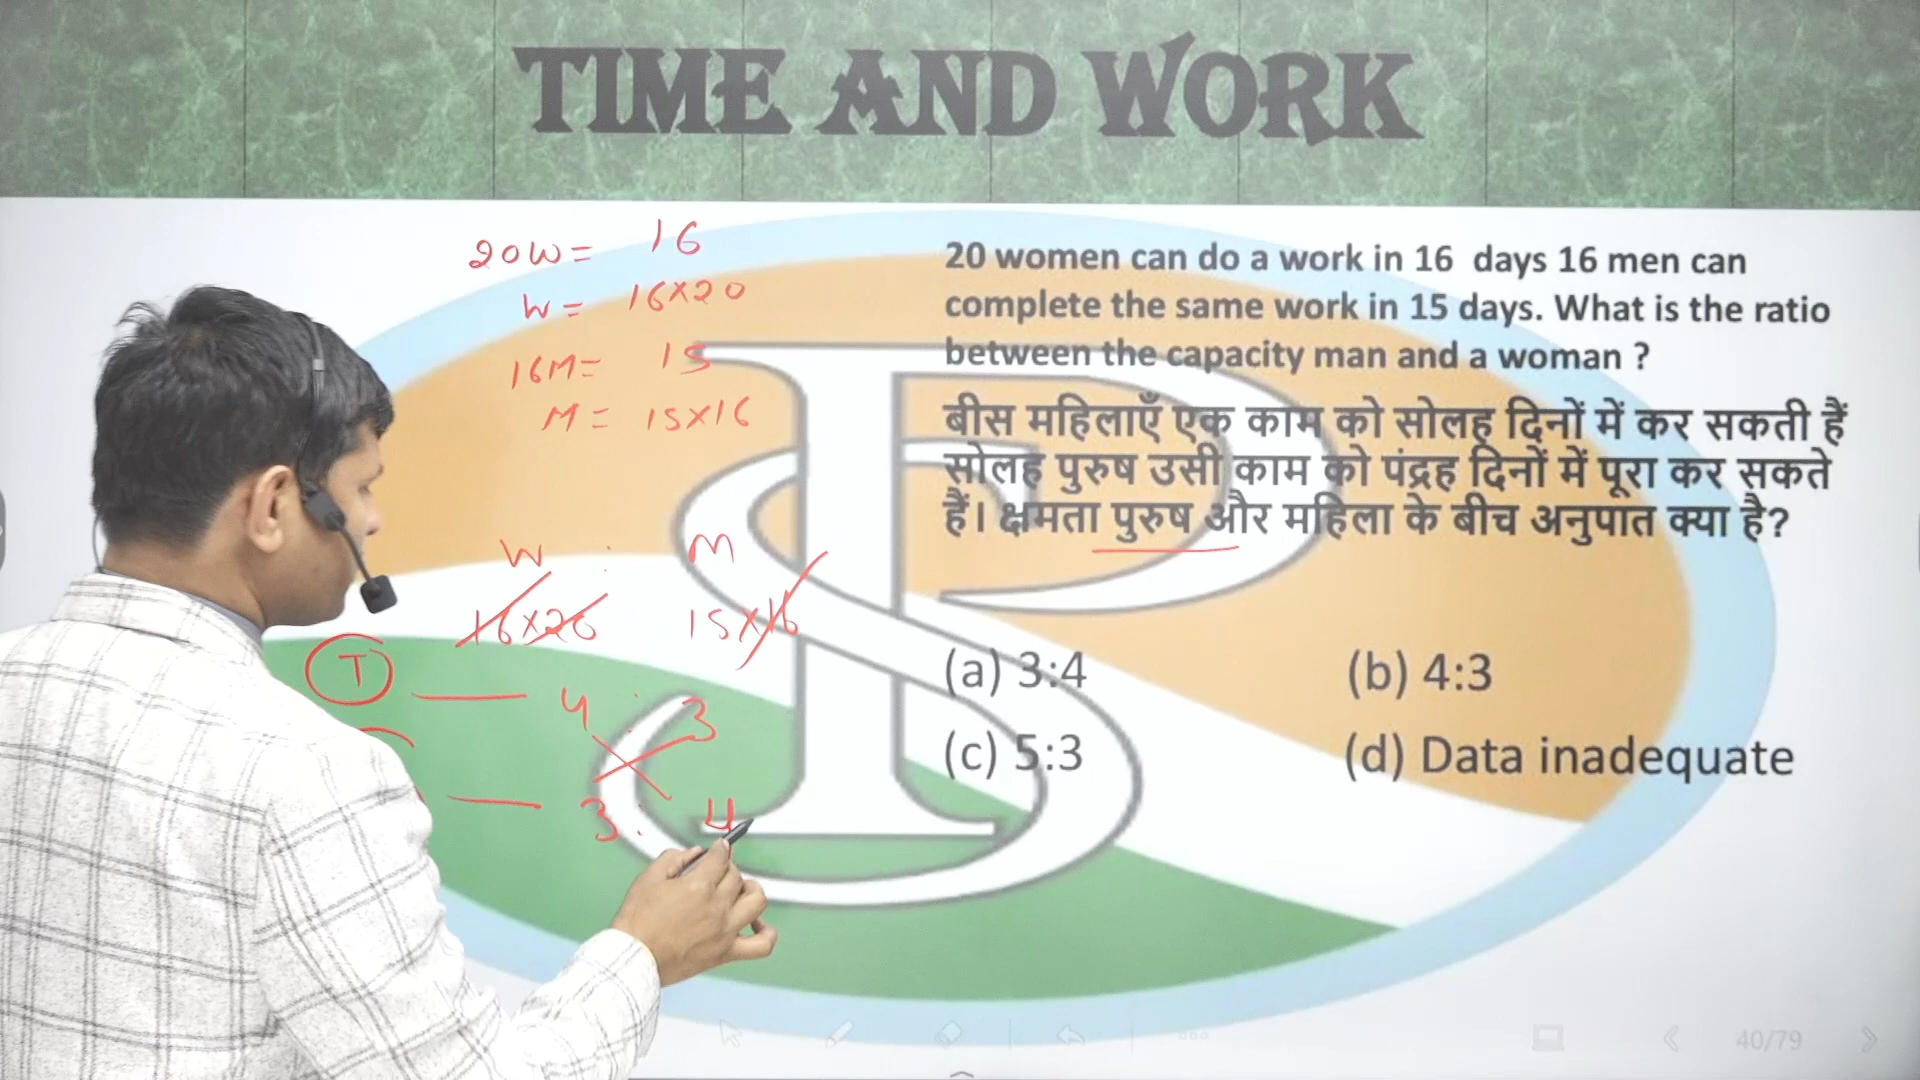 TIME AND WORK
20W = 16
W = 16×20
16M = 15
M = 15×16
W : M
16×20 15×16
T 4 : 3
3 : 4
20 women can do a work in 16 days 16 men can
complete the same work in 15 days. What is the ratio
between the capacity man and a woman ?
बीस महिलाएँ एक काम को सोलह दिनों में कर सकती हैं
सोलह पुरुष उसी काम को पंद्रह दिनों में पूरा कर सकते
हैं। क्षमता पुरुष और महिला के बीच अनुपात क्या है?
(a) 3:4 (b) 4:3
(c) 5:3 (d) Data inadequate
40/79